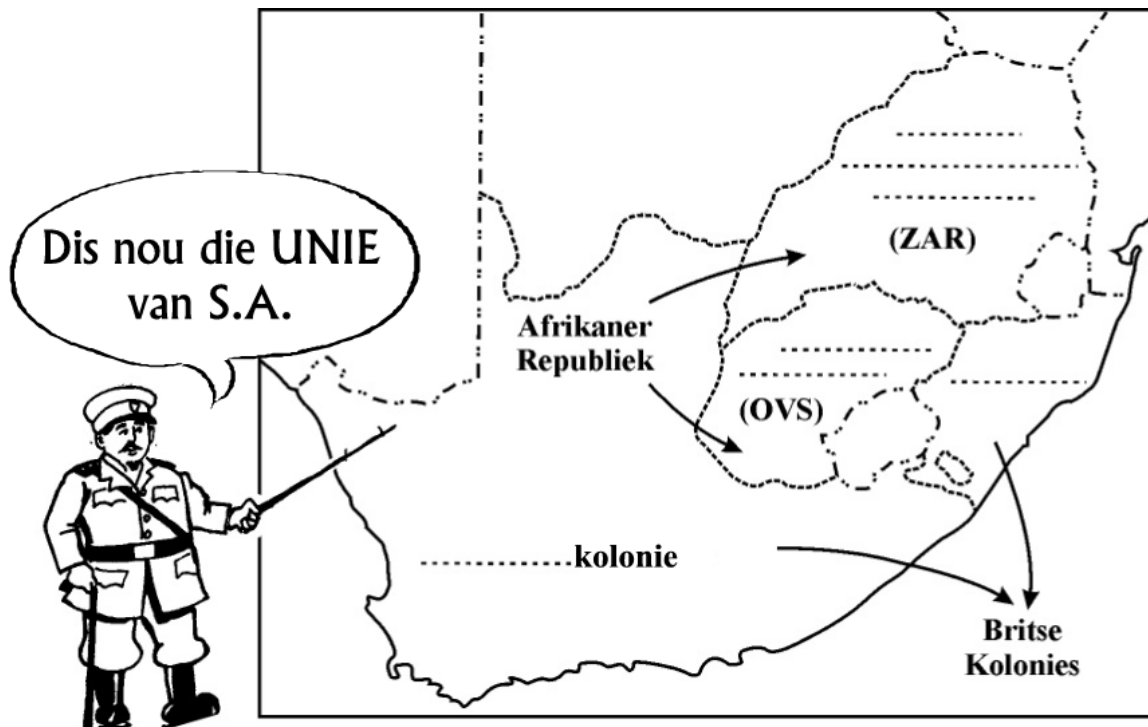 Dis nou die UNIE
van S.A.
(ZAR)
Afrikaner
Republiek
(OVS)
kolonie
Britse
Kolonies